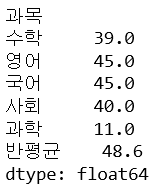 과목
수학 39.0
영어 45.0
국어 45.0
사회 40.0
과학 11.0
반평균 48.6
dtype: float64